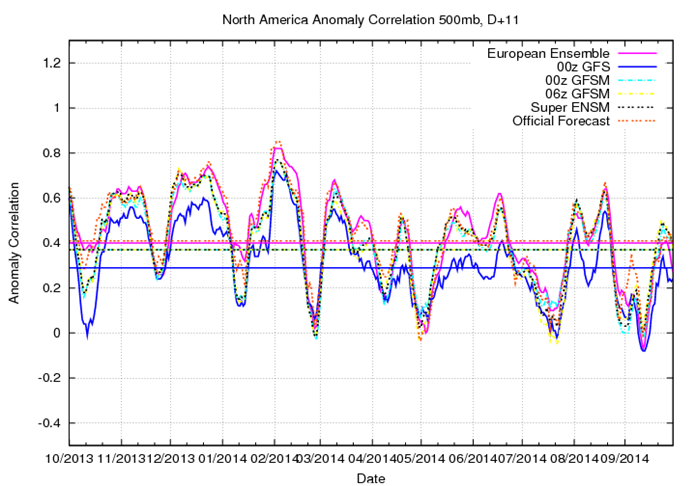 North America Anomaly Correlation 500mb, D+11
European Ensemble
00z GFS
00z GFSM
06z GFSM
Super ENSM
Official Forecast
1.2
1
0.8
0.6
0.4
0.2
0
-0.2
-0.4
Anomaly Correlation
10/2013 11/2013 12/2013 01/2014 02/2014 03/2014 04/2014 05/2014 06/2014 07/2014 08/2014 09/2014
Date